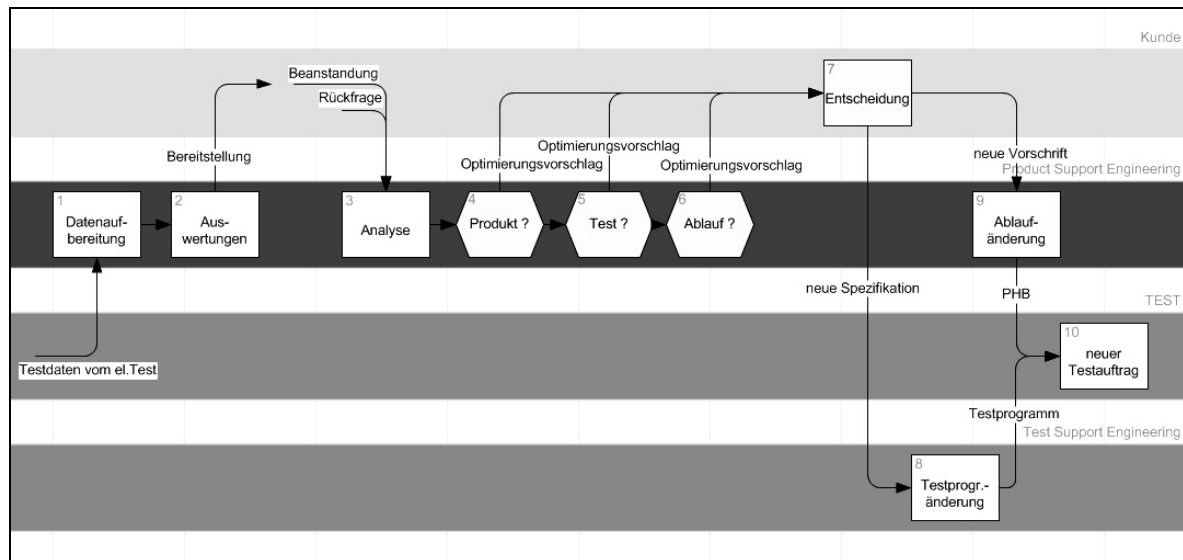 Kunde
7
Entscheidung
Beanstandung
Rückfrage
Bereitstellung
Optimierungsvorschlag
Optimierungsvorschlag
Optimierungsvorschlag
neue Vorschrift
Product Support Engineering
1
Datenauf-
bereitung
2
Aus-
wertungen
3
Analyse
4
Produkt ?
5
Test ?
6
Ablauf ?
9
Ablauf-
änderung
neue Spezifikation
PHB
TEST
Testdaten vom el.Test
10
neuer
Testauftrag
Testprogramm
Test Support Engineering
8
Testprogr.-
änderung